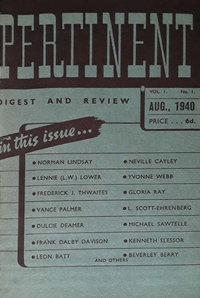 PERTINENT
DIGEST AND REVIEW
VOL. 1. No. 1.
AUG., 1940
PRICE . . . 6d.
in this issue...
• NORMAN LINDSAY
• LENNIE (L.W.) LOWER
• FREDERICK J. THWAITES
• VANCE PALMER
• DULCIE DEAMER
• FRANK DALBY DAVISON
• LEON BATT
• NEVILLE CAYLEY
• YVONNE WEBB
• GLORIA RAY
• L. SCOTT-EHRENBERG
• MICHAEL SAWTELLE
• KENNETH SLESSOR
• BEVERLEY BERRY
AND OTHERS